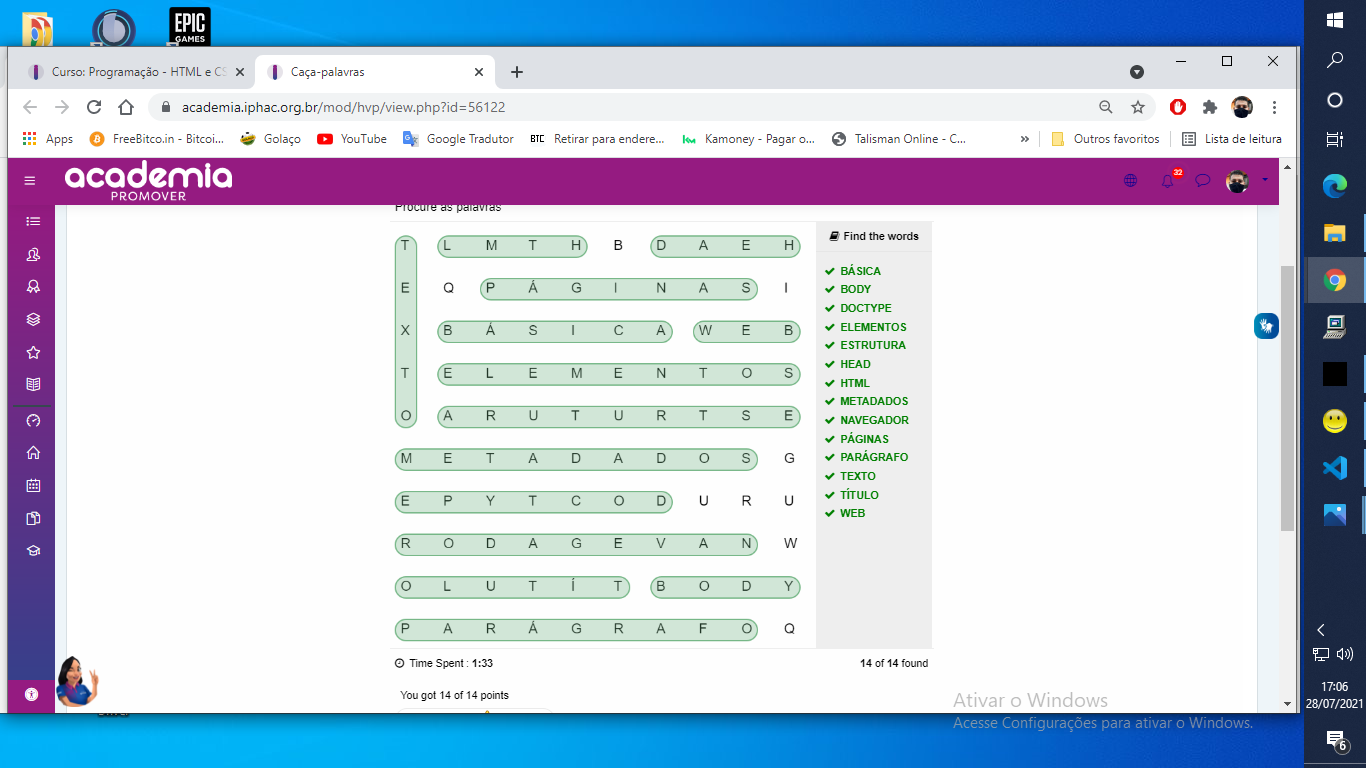 EPIC
GAMES
Curso: Programação - HTML e CS
Caça-palavras
academia.iphac.org.br/mod/hvp/view.php?id=56122
Apps
FreeBitco.in - Bitcoi...
Golaço
YouTube
Google Tradutor
BTC Retirar para endere...
Kamoney - Pagar o...
Talisman Online - C...
»
Outros favoritos
Lista de leitura
academia
PROMOVER
32
Procure as palavras
T L M T H B D A E H
E Q P Á G I N A S I
X B Á S I C A W E B
T E L E M E N T O S
O A R U T U R T S E
M E T A D A D O S G
E P Y T C O D U R U
R O D A G E V A N W
O L U T Í T B O D Y
P A R Á G R A F O Q
Find the words
BÁSICA
BODY
DOCTYPE
ELEMENTOS
ESTRUTURA
HEAD
HTML
METADADOS
NAVEGADOR
PÁGINAS
PARÁGRAFO
TEXTO
TÍTULO
WEB
Time Spent : 1:33
14 of 14 found
You got 14 of 14 points
Ativar o Windows
Acesse Configurações para ativar o Windows.
17:06
28/07/2021
6